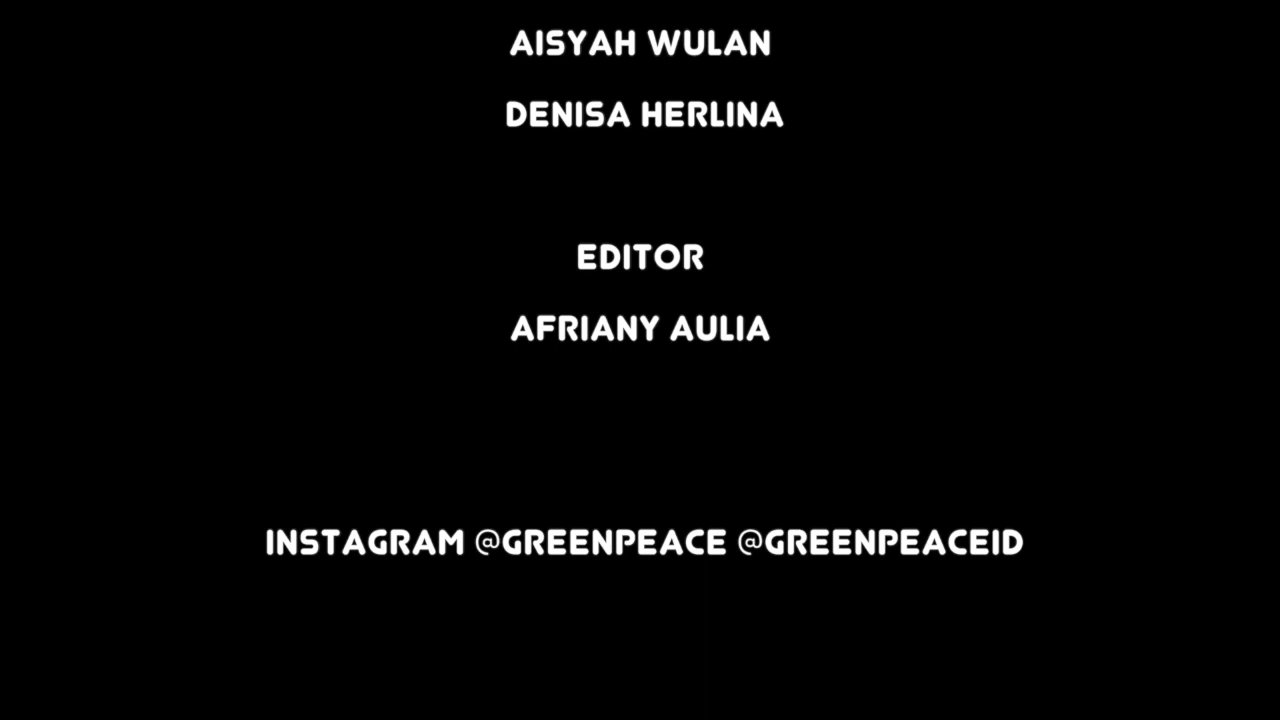 AISYAH WULAN
DENISA HERLINA
EDITOR
AFRIANY AULIA
INSTAGRAM @GREENPEACE @GREENPEACEID